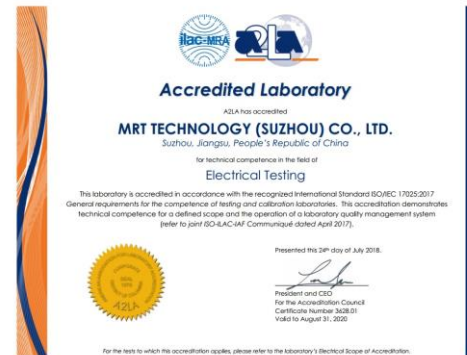 ilac-MRA
A2LA
Accredited Laboratory
A2LA has accredited
MRT TECHNOLOGY (SUZHOU) CO., LTD.
Suzhou, Jiangsu, People's Republic of China
for technical competence in the field of
Electrical Testing
This laboratory is accredited in accordance with the recognized International Standard ISO/IEC 17025:2017
General requirements for the competence of testing and calibration laboratories. This accreditation demonstrates
technical competence for a defined scope and the operation of a laboratory quality management system
(refer to joint ISO-ILAC-IAF Communiqué dated April 2017).
Presented this 24th day of July 2018.
President and CEO
For the Accreditation Council
Certificate Number 3628.01
Valid to August 31, 2020
SEAL
A2LA
For the tests to which this accreditation applies, please refer to the laboratory's Electrical Scope of Accreditation.